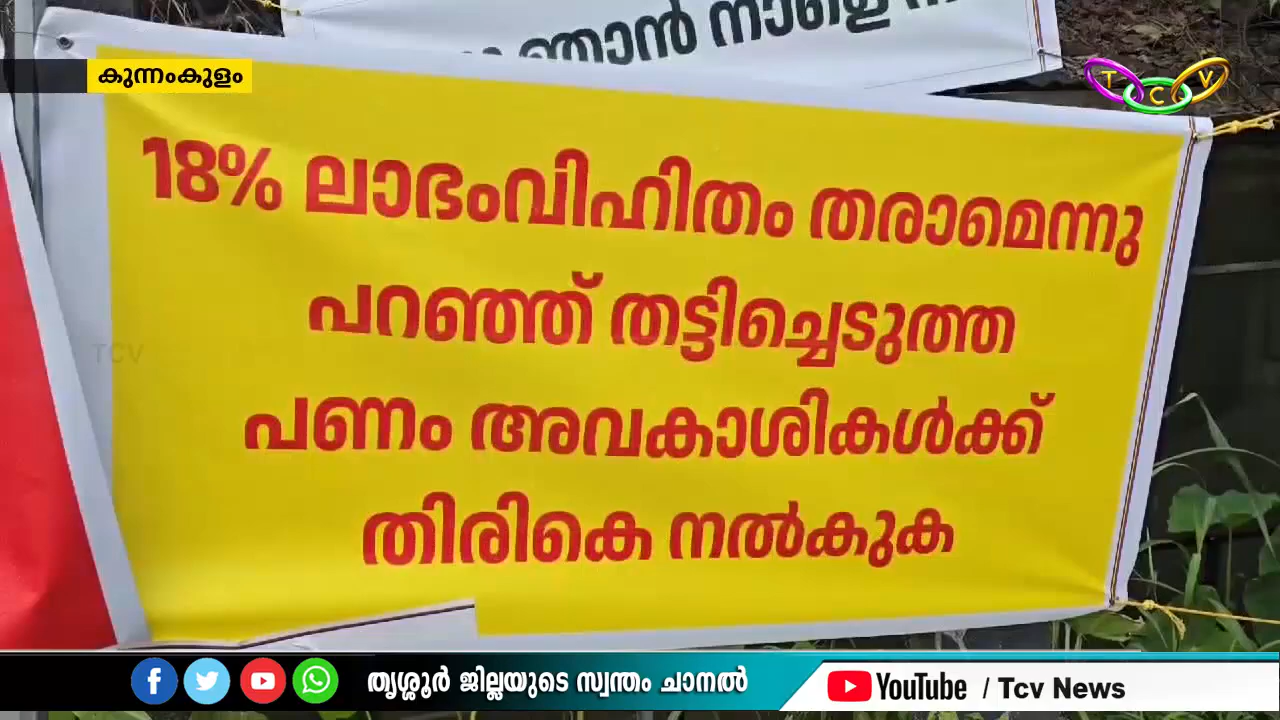 ഞാൻ നാളെ
കുന്നംകുളം
T C V
18% ലാഭംവിഹിതം തരാമെന്നു
പറഞ്ഞ് തട്ടിച്ചെടുത്ത
TCV
പണം അവകാശികൾക്ക്
തിരികെ നൽകുക
തൃശ്ശൂർ ജില്ലയുടെ സ്വന്തം ചാനൽ
YouTube / Tcv News